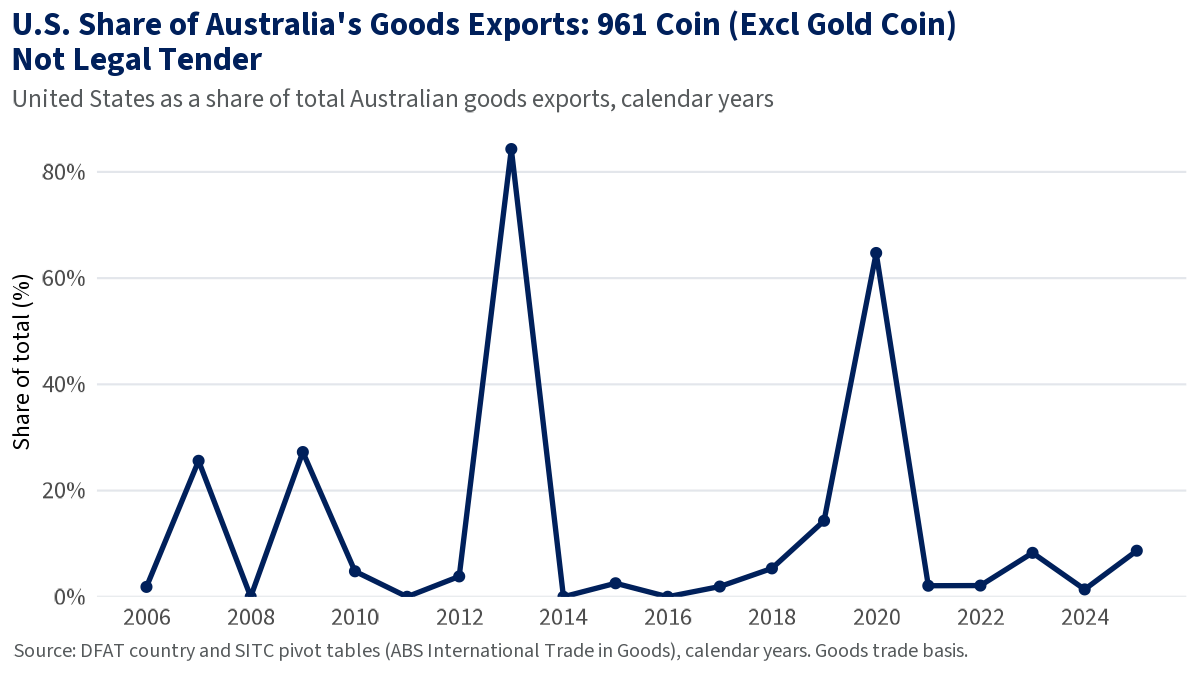 U.S. Share of Australia's Goods Exports: 961 Coin (Excl Gold Coin)
Not Legal Tender
United States as a share of total Australian goods exports, calendar years
Share of total (%)
80%
60%
40%
20%
0%
2006 2008 2010 2012 2014 2016 2018 2020 2022 2024
Source: DFAT country and SITC pivot tables (ABS International Trade in Goods), calendar years. Goods trade basis.